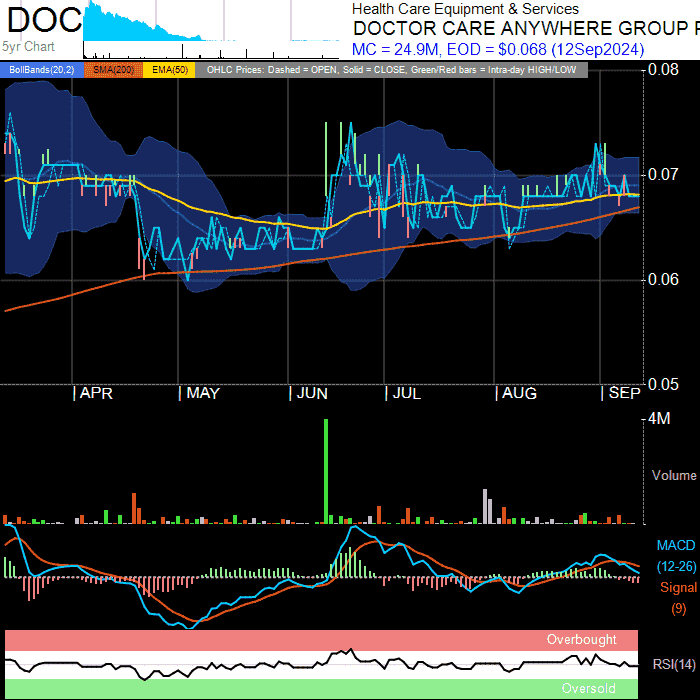 DOC
5yr Chart
Health Care Equipment & Services
DOCTOR CARE ANYWHERE GROUP P
MC = 24.9M, EOD = $0.068 (12Sep2024)
BollBands(20,2) SMA(200) EMA(50) OHLC Prices: Dashed = OPEN, Solid = CLOSE, Green/Red bars = Intra-day HIGH/LOW
0.08
0.07
0.06
0.05
APR MAY JUN JUL AUG SEP
4M
Volume
MACD
(12-26)
Signal
(9)
Overbought
RSI(14)
Oversold